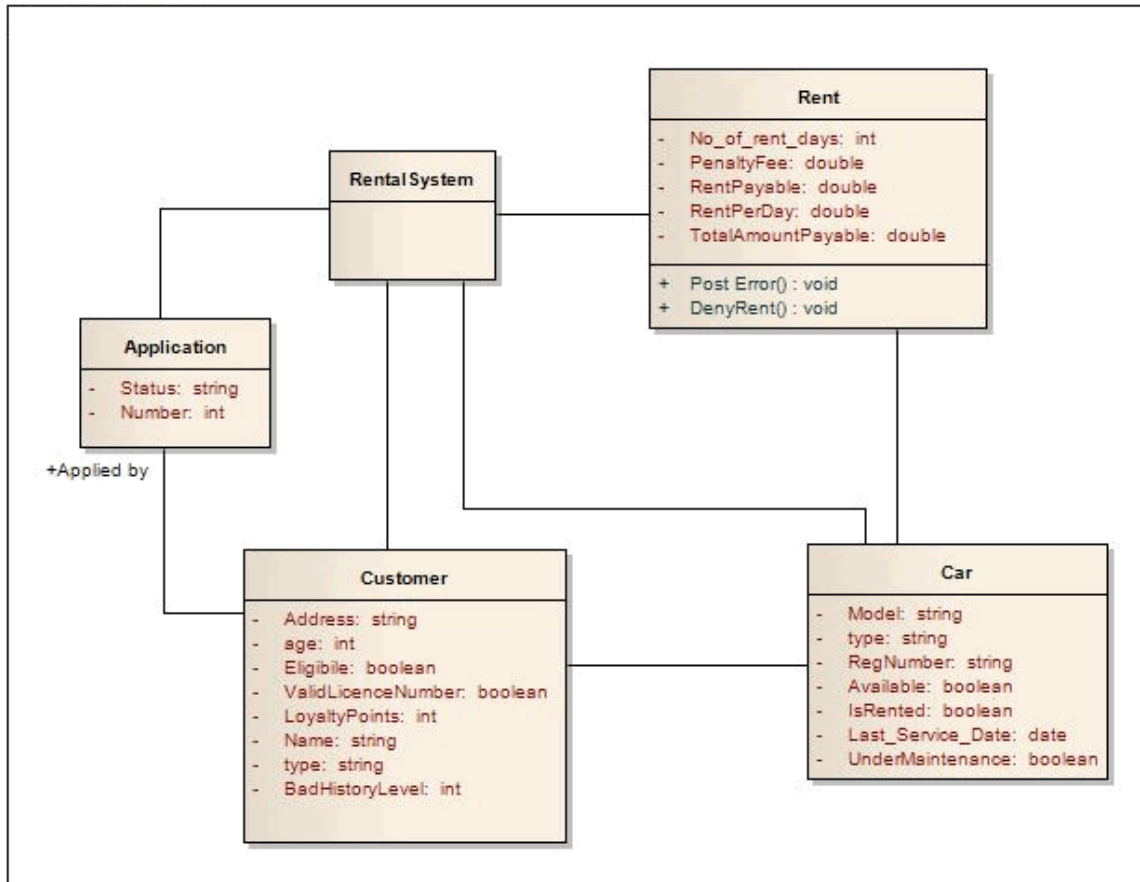 Rent
- No_of_rent_days: int
- PenaltyFee: double
- RentPayable: double
- RentPerDay: double
- TotalAmountPayable: double
+ Post Error() : void
+ DenyRent() : void
RentalSystem
Application
- Status: string
- Number: int
+Applied by
Customer
- Address: string
- age: int
- Eligibile: boolean
- ValidLicenceNumber: boolean
- LoyaltyPoints: int
- Name: string
- type: string
- BadHistoryLevel: int
Car
- Model: string
- type: string
- RegNumber: string
- Available: boolean
- IsRented: boolean
- Last_Service_Date: date
- UnderMaintenance: boolean